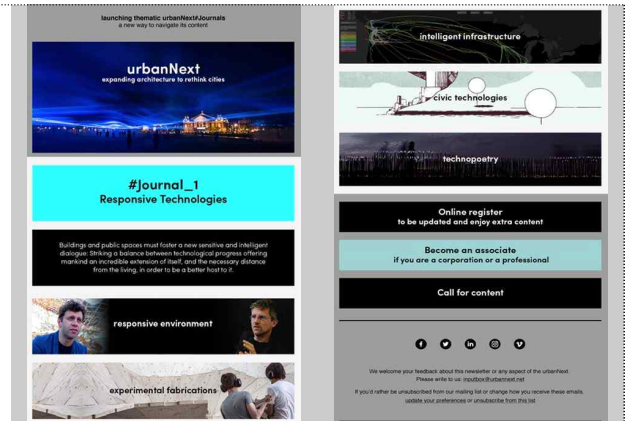 launching thematic urbanNext#Journals
a new way to navigate its content
urbanNext
expanding architecture to rethink cities
#Journal_1
Responsive Technologies
Buildings and public spaces must foster a new sensitive and intelligent
dialogue: Striking a balance between technological progress offering
mankind an incredible extension of itself, and the necessary distance
from the living, in order to be a better host to it.
responsive environment
experimental fabrications
intelligent infrastructure
civic technologies
technopoetry
Online register
to be updated and enjoy extra content
Become an associate
if you are a corporation or a professional
Call for content
We welcome your feedback about this newsletter or any aspect of the urbanNext.
Please write to us: inoutbox@urbannext.net
If you'd rather be unsubscribed from our mailing list or change how you receive these emails,
update your preferences or unsubscribe from this list